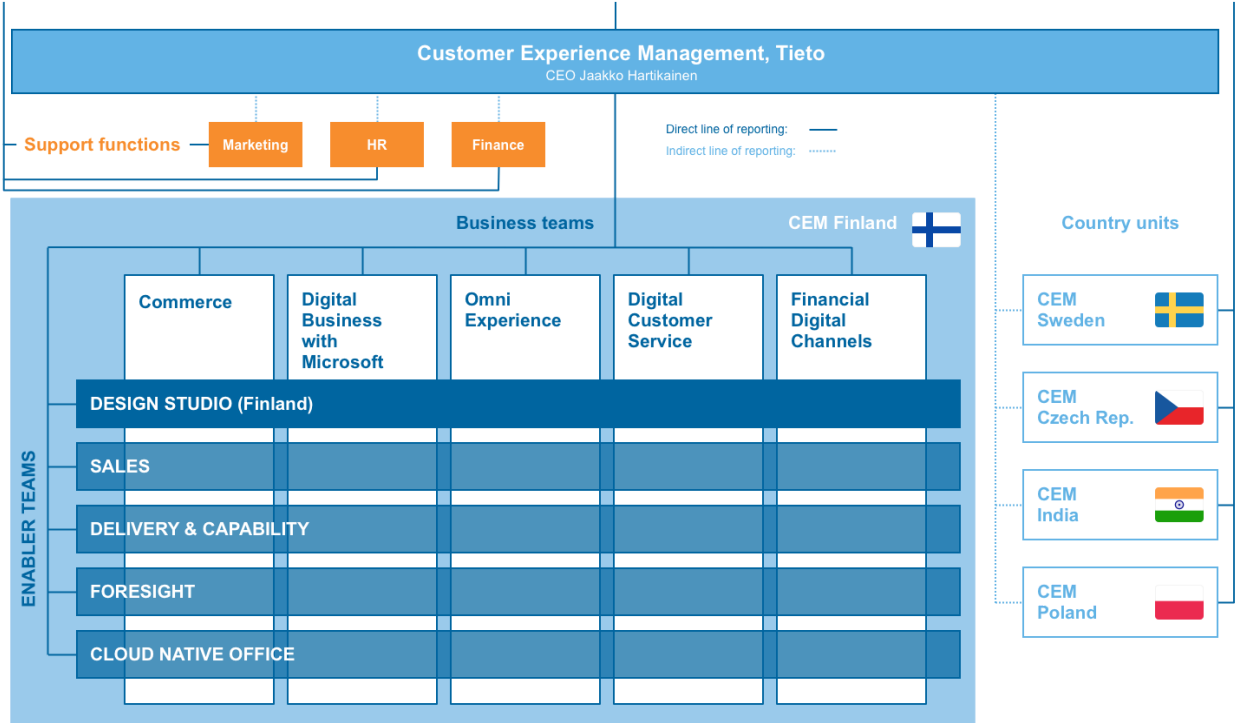 Customer Experience Management, Tieto
CEO Jaakko Hartikainen
Support functions
Marketing
HR
Finance
Direct line of reporting:
Indirect line of reporting:
Business teams
CEM Finland
Country units
Commerce
Digital
Business
with
Microsoft
Omni
Experience
Digital
Customer
Service
Financial
Digital
Channels
CEM
Sweden
CEM
Czech Rep.
CEM
India
CEM
Poland
ENABLER TEAMS
DESIGN STUDIO (Finland)
SALES
DELIVERY & CAPABILITY
FORESIGHT
CLOUD NATIVE OFFICE